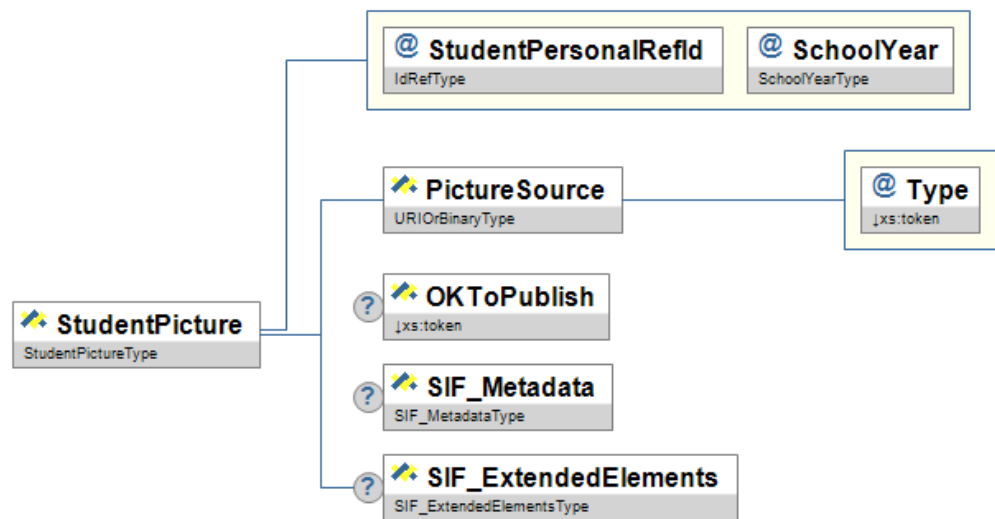 @ StudentPersonalRefId
IdRefType
@ SchoolYear
SchoolYearType
PictureSource
URIOrBinaryType
@ Type
↓xs:token
? OKToPublish
↓xs:token
StudentPicture
StudentPictureType
? SIF_Metadata
SIF_MetadataType
? SIF_ExtendedElements
SIF_ExtendedElementsType